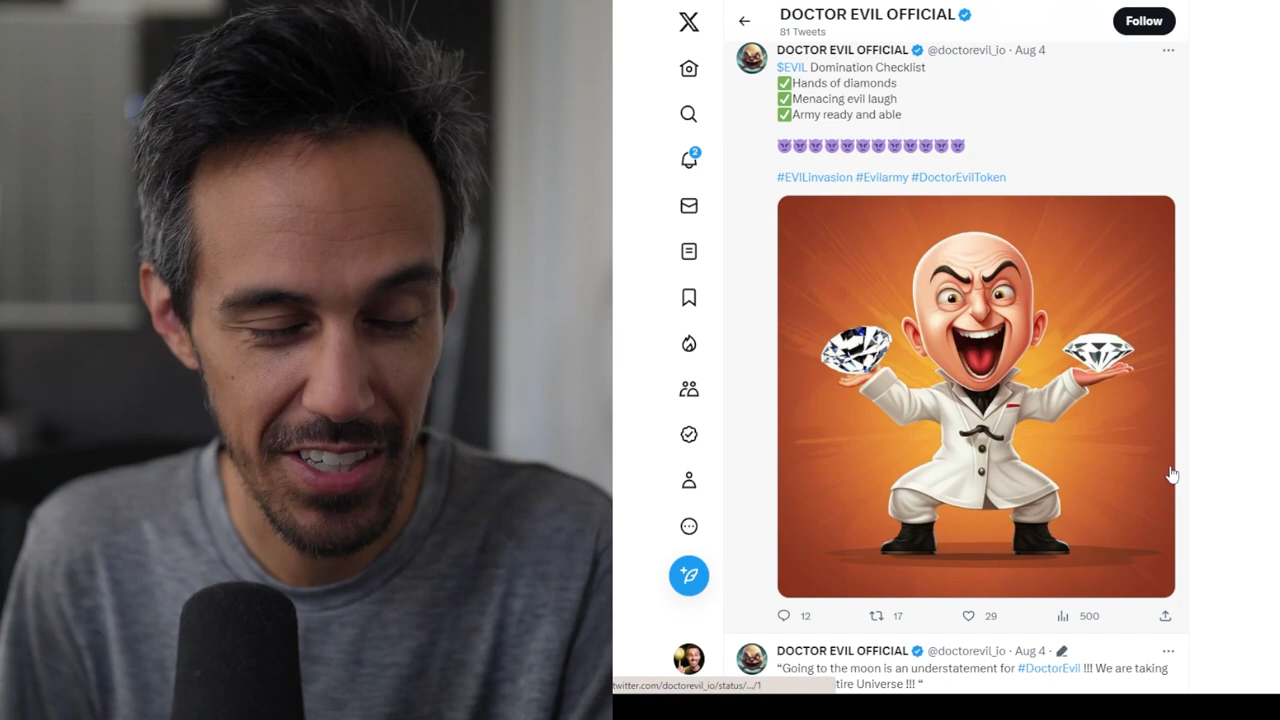 DOCTOR EVIL OFFICIAL
81 Tweets
Follow
DOCTOR EVIL OFFICIAL @doctorevil_io · Aug 4
$EVIL Domination Checklist
✅Hands of diamonds
✅Menacing evil laugh
✅Army ready and able
👿👿👿👿👿👿👿👿👿👿👿👿
#EVILinvasion #Evilarmy #DoctorEvilToken
12 17 29 500
2
DOCTOR EVIL OFFICIAL @doctorevil_io · Aug 4 ·
“Going to the moon is an understatement for #DoctorEvil !!! We are taking
tire Universe !!! “
twitter.com/doctorevil_io/status/.../1